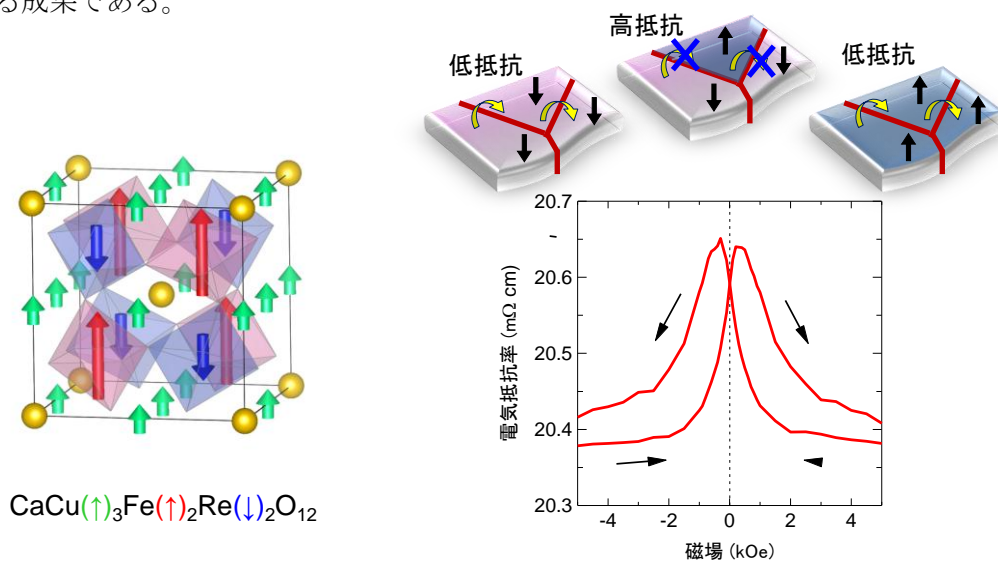 る成果である。
低抵抗
高抵抗
低抵抗
CaCu(↑)₃Fe(↑)₂Re(↓)₂O₁₂
20.7
20.6
20.5
20.4
20.3
電気抵抗率 (mΩ cm)
-4 -2 0 2 4
磁場 (kOe)